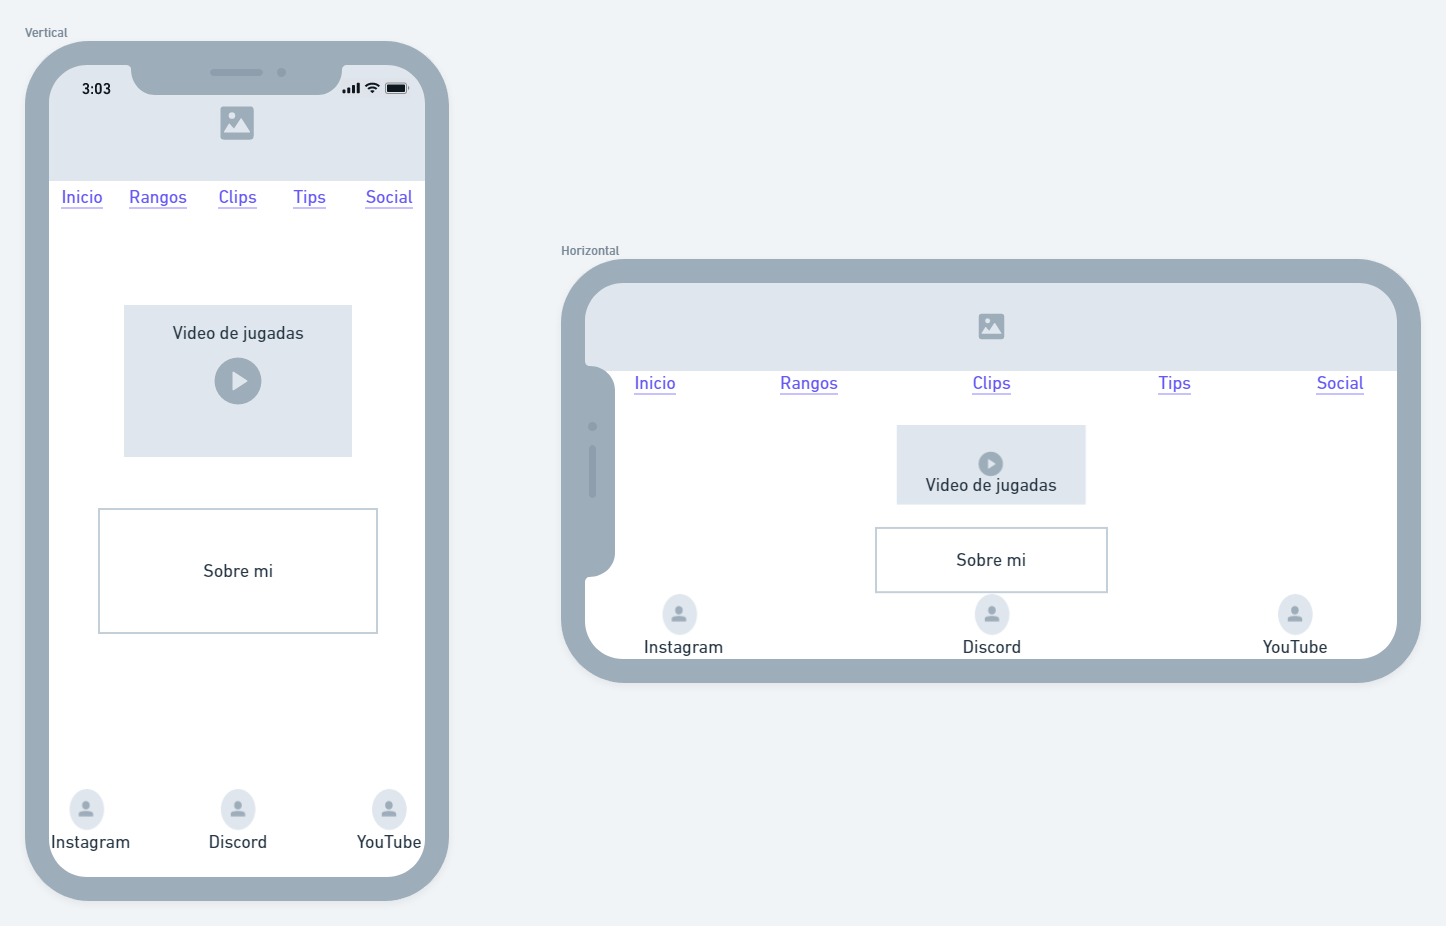 Vertical
3:03
Inicio Rangos Clips Tips Social
Video de jugadas
Sobre mi
Instagram Discord YouTube
Horizontal
Inicio Rangos Clips Tips Social
Video de jugadas
Sobre mi
Instagram Discord YouTube